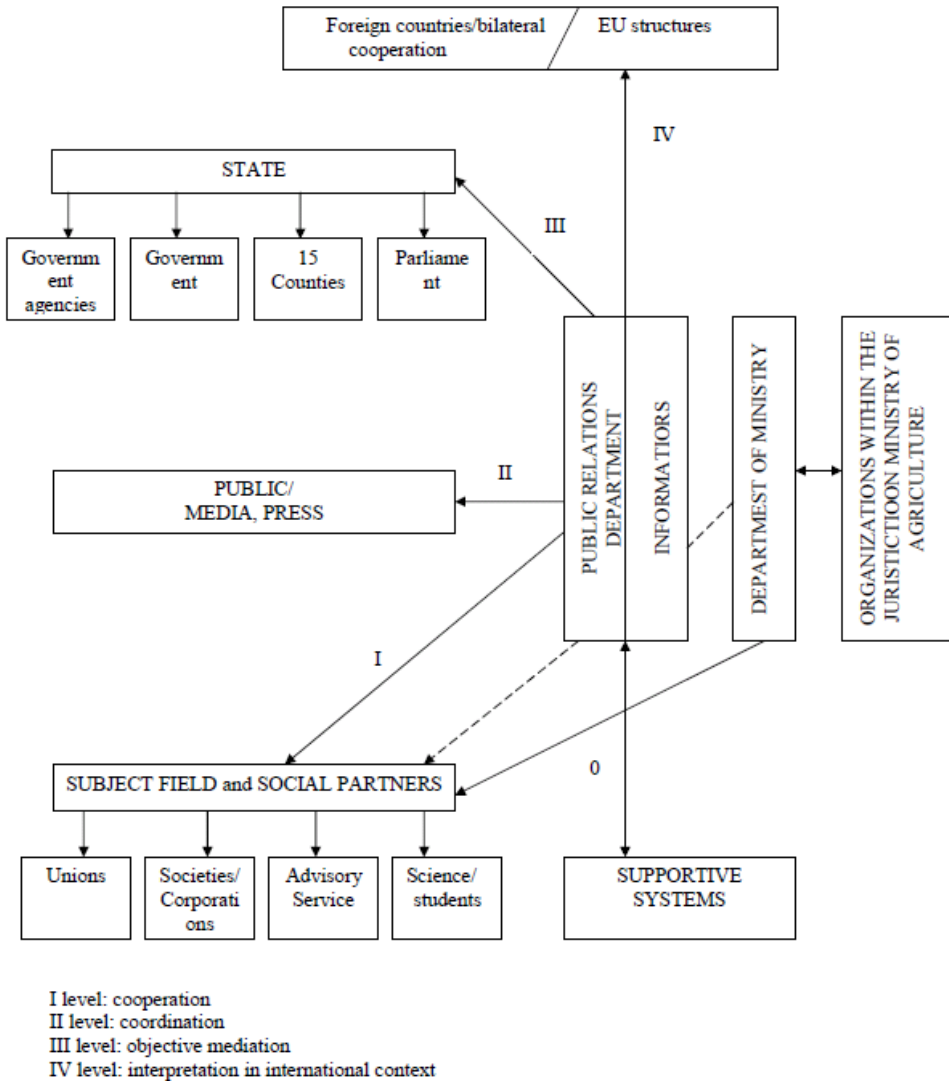 Foreign countries/bilateral
cooperation
EU structures
IV
STATE
III
Governm
ent
agencies
Governm
ent
15
Counties
Parliame
nt
PUBLIC RELATIONS
DEPARTMENT
INFORMATIORS
DEPARTMEST OF MINISTRY
ORGANIZATIONS WITHIN THE
JURISTICTIOON MINISTRY OF
AGRICULTURE
II
PUBLIC/
MEDIA, PRESS
I
0
SUBJECT FIELD and SOCIAL PARTNERS
Unions
Societies/
Corporati
ons
Advisory
Service
Science/
students
SUPPORTIVE
SYSTEMS
I level: cooperation
II level: coordination
III level: objective mediation
IV level: interpretation in international context